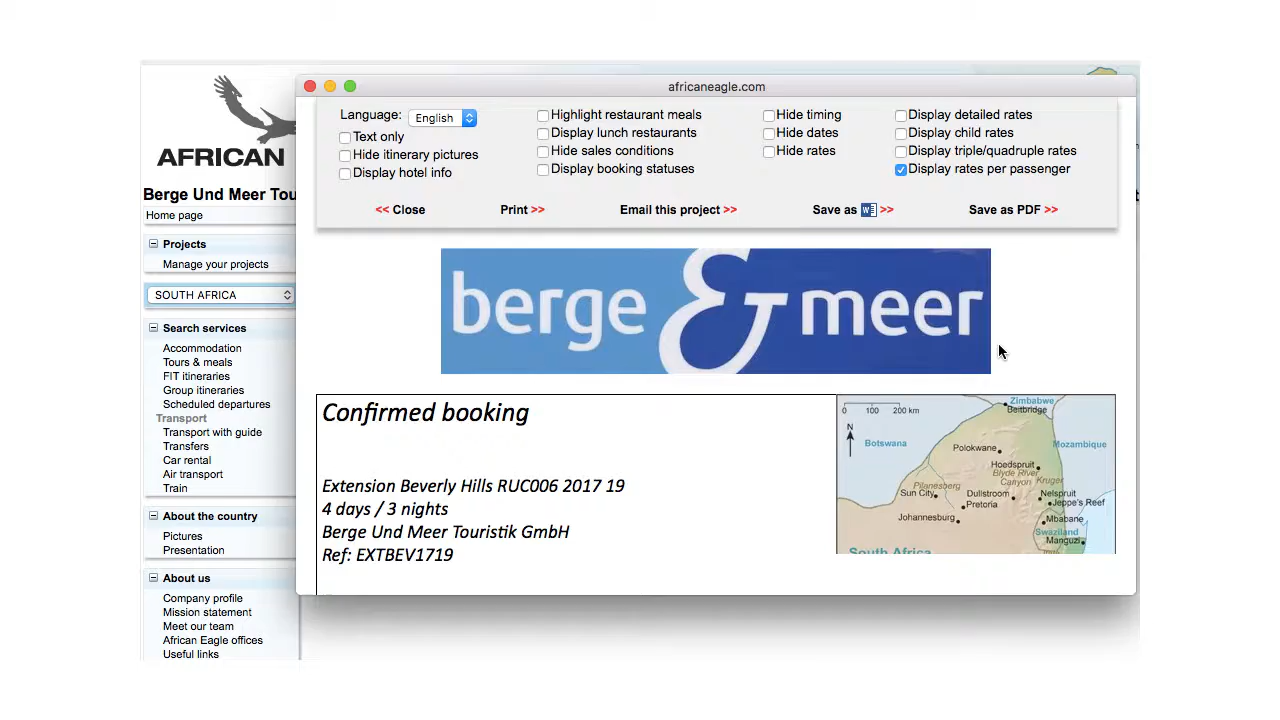 africaneagle.com
Language: English
Text only
Hide itinerary pictures
Display hotel info
Highlight restaurant meals
Display lunch restaurants
Hide sales conditions
Display booking statuses
Hide timing
Hide dates
Hide rates
Display detailed rates
Display child rates
Display triple/quadruple rates
Display rates per passenger
<< Close
Print >>
Email this project >>
Save as W >>
Save as PDF >>
AFRICAN
Berge Und Meer Tou
Home page
Projects
Manage your projects
SOUTH AFRICA
Search services
Accommodation
Tours & meals
FIT itineraries
Group itineraries
Scheduled departures
Transport
Transport with guide
Transfers
Car rental
Air transport
Train
About the country
Pictures
Presentation
About us
Company profile
Mission statement
Meet our team
African Eagle offices
Useful links
berge & meer
Confirmed booking
Extension Beverly Hills RUC006 2017 19
4 days / 3 nights
Berge Und Meer Touristik GmbH
Ref: EXTBEV1719
0 100 200 km
N
Zimbabwe
Beitbridge
Botswana
Mozambique
Polokwane
Hoedspruit
Blyde River
Canyon
Kruger
Pilanesberg
Sun City
Dullstroom
Nelspruit
Pretoria
Jeppe's Reef
Johannesburg
Mbabane
Swaziland
Manguzi
South Africa